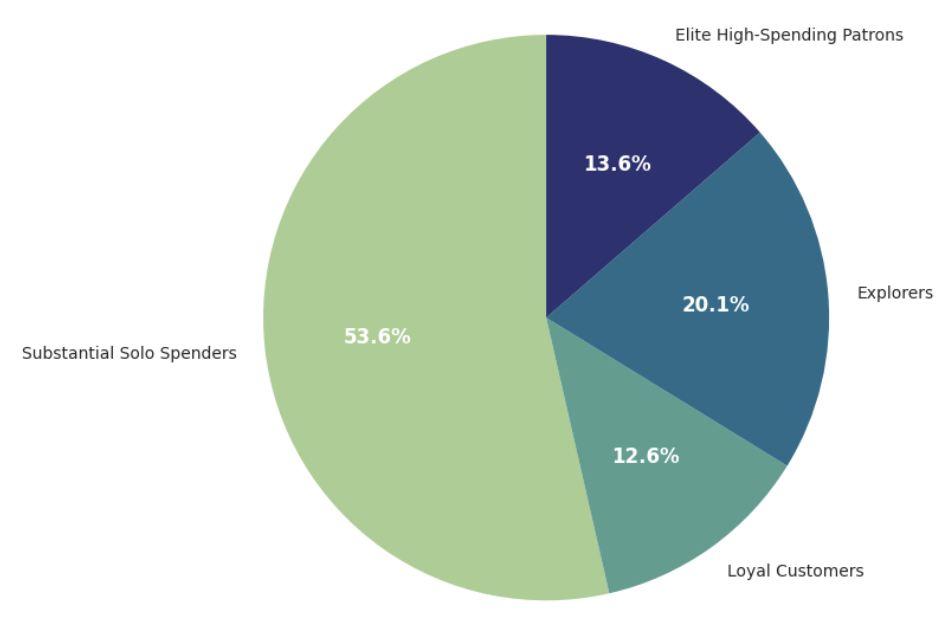 Elite High-Spending Patrons
13.6%
20.1%
Explorers
53.6%
Substantial Solo Spenders
12.6%
Loyal Customers